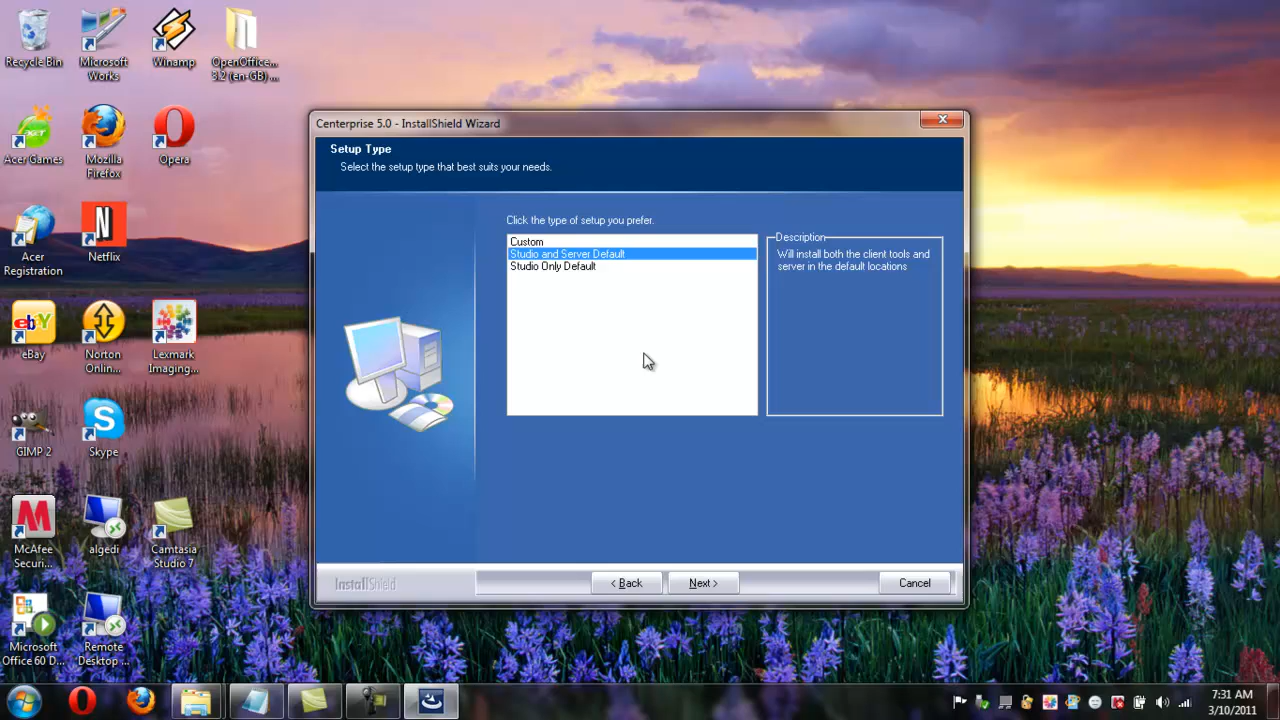 Recycle Bin
Microsoft
Works
Winamp
OpenOffice...
3.2 (en-GB) ...
Acer Games
Mozilla
Firefox
Opera
Acer
Registration
Netflix
eBay
Norton
Onlin...
Lexmark
Imaging...
GIMP 2
Skype
McAfee
Securi...
algedi
Camtasia
Studio 7
Microsoft
Office 60 D...
Remote
Desktop ...
Centerprise 5.0 - InstallShield Wizard
Setup Type
Select the setup type that best suits your needs.
Click the type of setup you prefer.
Custom
Studio and Server Default
Studio Only Default
Description
Will install both the client tools and
server in the default locations
InstallShield
< Back
Next >
Cancel
7:31 AM
3/10/2011